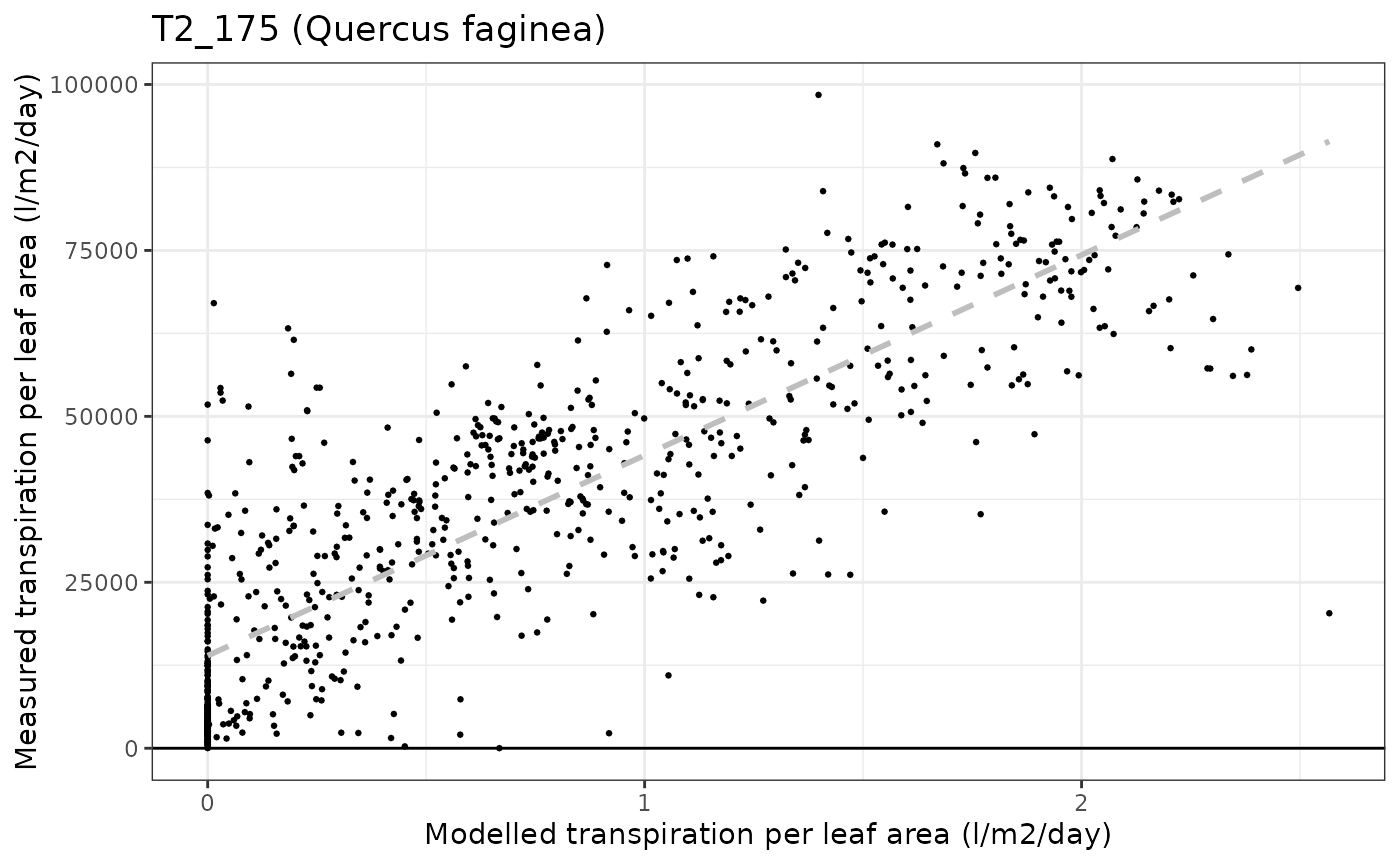 T2_175 (Quercus faginea)
Measured transpiration per leaf area (l/m2/day)
100000
75000
50000
25000
0
0
1
2
Modelled transpiration per leaf area (l/m2/day)